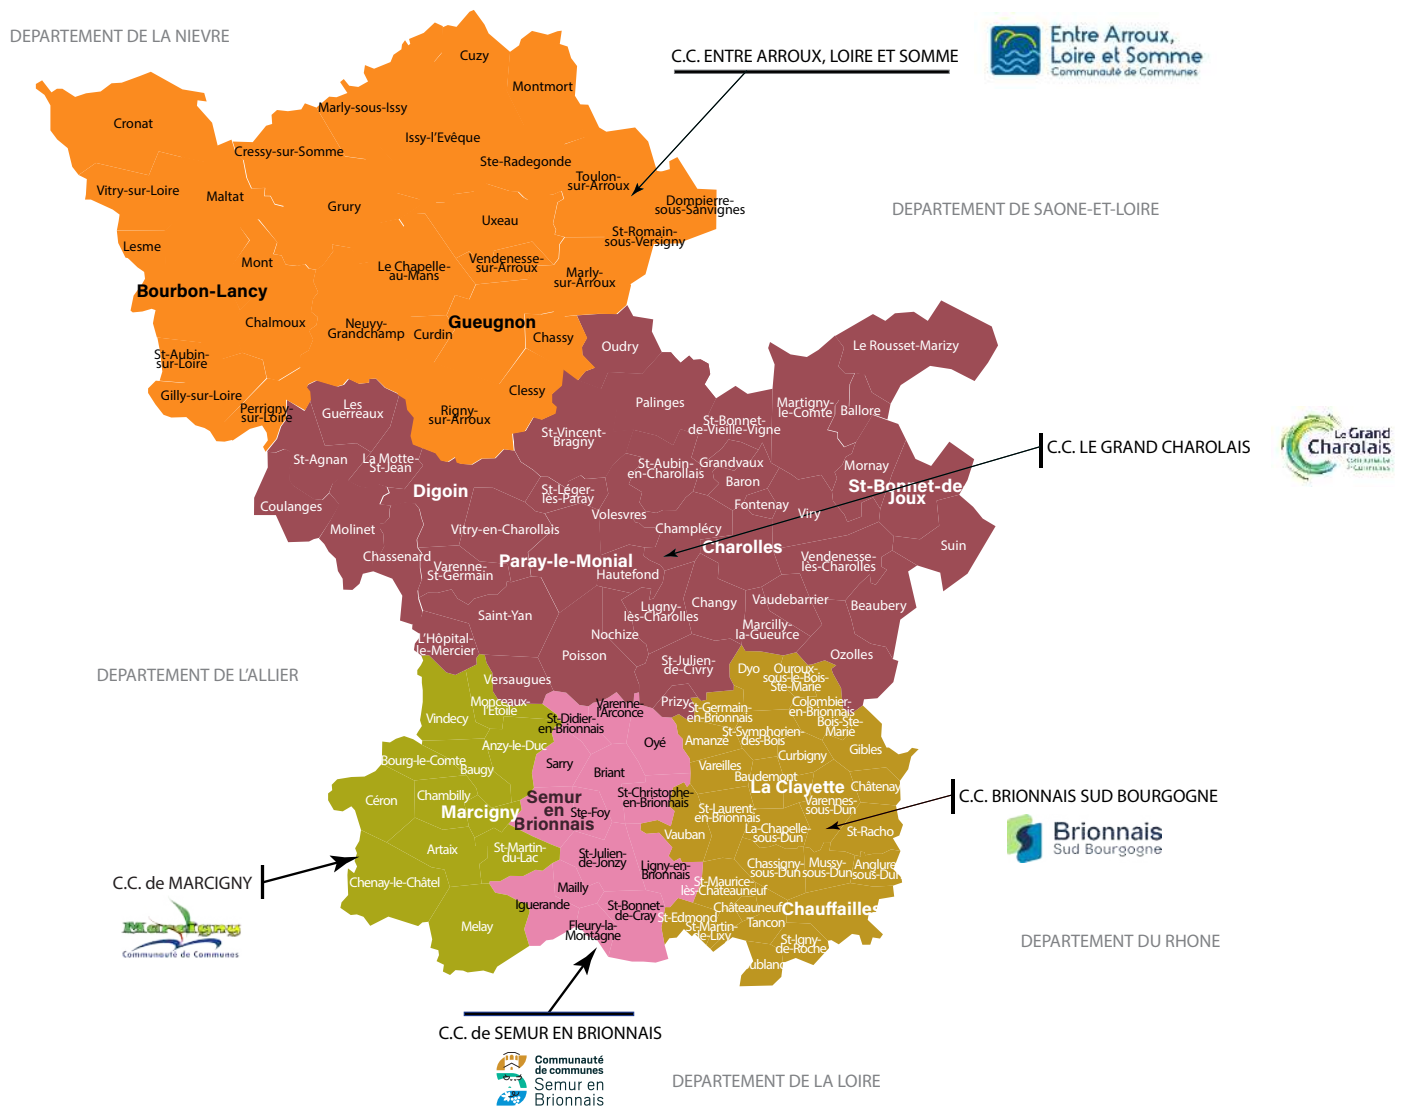 DEPARTEMENT DE LA NIEVRE
C.C. ENTRE ARROUX, LOIRE ET SOMME
Entre Arroux,
Loire et Somme
Communauté de Communes
Cuzy
Montmort
Marly-sous-Issy
Cronat
Issy-l'Evêque
Cressy-sur-Somme
Ste-Radegonde
Toulon-
sur-Arroux
Vitry-sur-Loire
Maltat
Dompierre-
sous-Sanvignes
Grury
Uxeau
St-Romain-
sous-Versigny
DEPARTEMENT DE SAONE-ET-LOIRE
Lesme
Mont
Le Chapelle-
au-Mans
Vendenesse-
sur-Arroux
Marly-
sur-Arroux
Bourbon-Lancy
Chalmoux
Neuvy-
Grandchamp
Curdin
Gueugnon
Chassy
St-Aubin-
sur-Loire
Gilly-sur-Loire
Perrigny-
sur-Loire
Clessy
Rigny-
sur-Arroux
Oudry
Le Rousset-Marizy
Les
Guerreaux
Palinges
Martigny-
le-Comte
Ballore
St-Bonnet-
de-Vieille-Vigne
St-Vincent-
Bragny
C.C. LE GRAND CHAROLAIS
Le Grand
Charolais
Communauté
de Communes
St-Agnan
La Motte-
St-Jean
St-Aubin-
en-Charollais
Grandvaux
Mornay
Baron
Digoin
St-Léger-
lès-Paray
St-Bonnet-de
Joux
Coulanges
Fontenay
Viry
Volesvres
Molinet
Vitry-en-Charollais
Champlécy
Charolles
Suin
Chassenard
Paray-le-Monial
Vendenesse-
lès-Charolles
Varenne-
St-Germain
Hautefond
Saint-Yan
Lugny-
lès-Charolles
Changy
Vaudebarrier
Beaubery
Nochize
Marcilly-
la-Gueurce
L'Hôpital-
le-Mercier
Poisson
St-Julien-
de-Civry
Ozolles
DEPARTEMENT DE L'ALLIER
Versaugues
Prizy
Dyo
Ouroux-
sous-le-Bois-
Ste-Marie
Monceaux-
l'Etoile
Vindecy
Varenne-
l'Arconce
St-Didier-
en-Brionnais
St-Germain-
en-Brionnais
Colombier-
en-Brionnais
Bois-Ste-
Marie
Anzy-le-Duc
Oyé
Amanzé
St-Symphorien-
des-Bois
Gibles
Bourg-le-Comte
Baugy
Sarry
Briant
Vareilles
Curbigny
Baudemont
La Clayette
Châtenay
Céron
Chambilly
Marcigny
Semur
en
Brionnais
Ste-Foy
St-Christophe-
en-Brionnais
St-Laurent-
en-Brionnais
Varennes-
sous-Dun
C.C. BRIONNAIS SUD BOURGOGNE
Brionnais
Sud Bourgogne
Vauban
La-Chapelle-
sous-Dun
St-Racho
Artaix
St-Martin-
du-Lac
St-Julien-
de-Jonzy
Ligny-en-
Brionnais
Chassigny-
sous-Dun
Mussy-
sous-Dun
Anglure
sous-Dun
C.C. de MARCIGNY
Marcigny
Communauté de Communes
Chenay-le-Châtel
Mailly
St-Maurice-
lès-Châteauneuf
Iguerande
St-Bonnet-
de-Cray
Châteauneuf
Chauffailles
Melay
Fleury-la-
Montagne
St-Edmond
St-Martin-
de-Lixy
Tancon
St-Igny-
de-Roche
ublanc
DEPARTEMENT DU RHONE
C.C. de SEMUR EN BRIONNAIS
Communauté
de communes
Semur en
Brionnais
DEPARTEMENT DE LA LOIRE